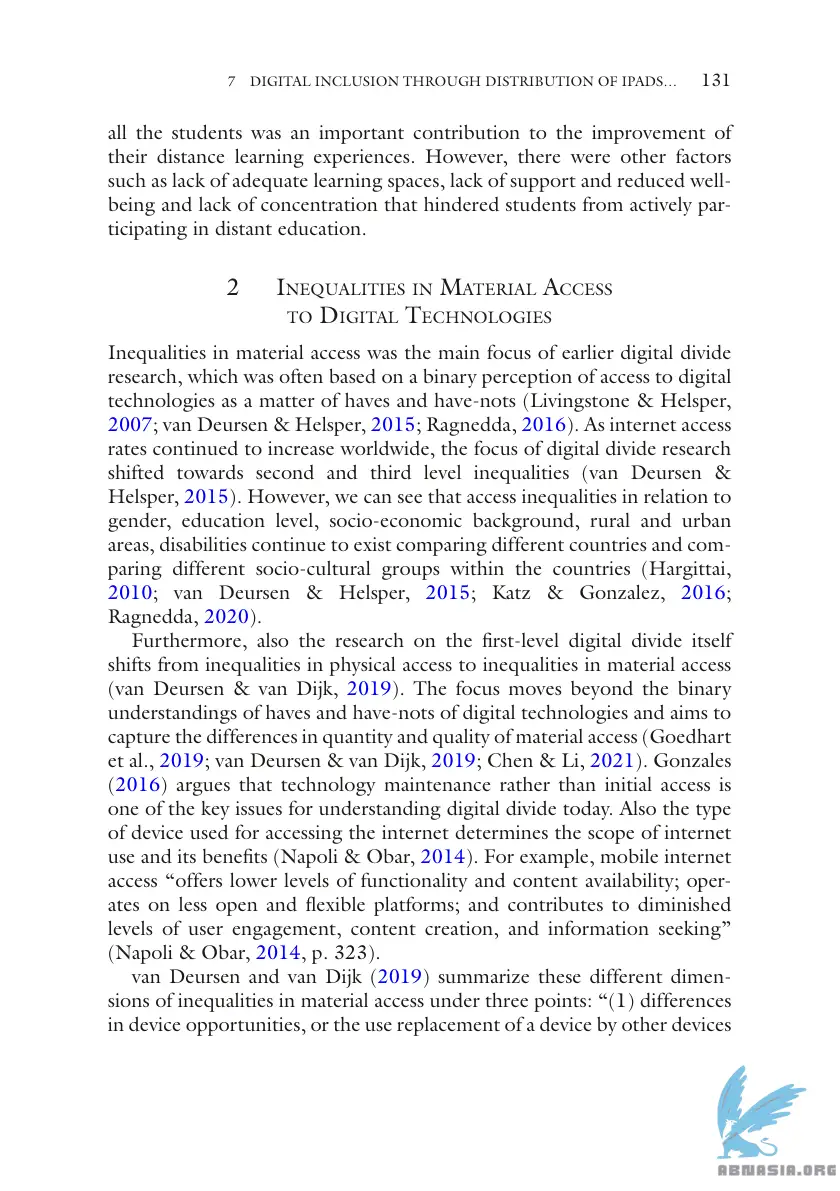 7 DIGITAL INCLUSION THROUGH DISTRIBUTION OF IPADS… 131
all the students was an important contribution to the improvement of
their distance learning experiences. However, there were other factors
such as lack of adequate learning spaces, lack of support and reduced well-
being and lack of concentration that hindered students from actively par-
ticipating in distant education.
2 Inequalities in Material Access
to Digital Technologies
Inequalities in material access was the main focus of earlier digital divide
research, which was often based on a binary perception of access to digital
technologies as a matter of haves and have-nots (Livingstone & Helsper,
2007; van Deursen & Helsper, 2015; Ragnedda, 2016). As internet access
rates continued to increase worldwide, the focus of digital divide research
shifted towards second and third level inequalities (van Deursen &
Helsper, 2015). However, we can see that access inequalities in relation to
gender, education level, socio-economic background, rural and urban
areas, disabilities continue to exist comparing different countries and com-
paring different socio-cultural groups within the countries (Hargittai,
2010; van Deursen & Helsper, 2015; Katz & Gonzalez, 2016;
Ragnedda, 2020).
Furthermore, also the research on the first-level digital divide itself
shifts from inequalities in physical access to inequalities in material access
(van Deursen & van Dijk, 2019). The focus moves beyond the binary
understandings of haves and have-nots of digital technologies and aims to
capture the differences in quantity and quality of material access (Goedhart
et al., 2019; van Deursen & van Dijk, 2019; Chen & Li, 2021). Gonzales
(2016) argues that technology maintenance rather than initial access is
one of the key issues for understanding digital divide today. Also the type
of device used for accessing the internet determines the scope of internet
use and its benefits (Napoli & Obar, 2014). For example, mobile internet
access “offers lower levels of functionality and content availability; oper-
ates on less open and flexible platforms; and contributes to diminished
levels of user engagement, content creation, and information seeking”
(Napoli & Obar, 2014, p. 323).
van Deursen and van Dijk (2019) summarize these different dimen-
sions of inequalities in material access under three points: “(1) differences
in device opportunities, or the use replacement of a device by other devices
ABNASIA.ORG